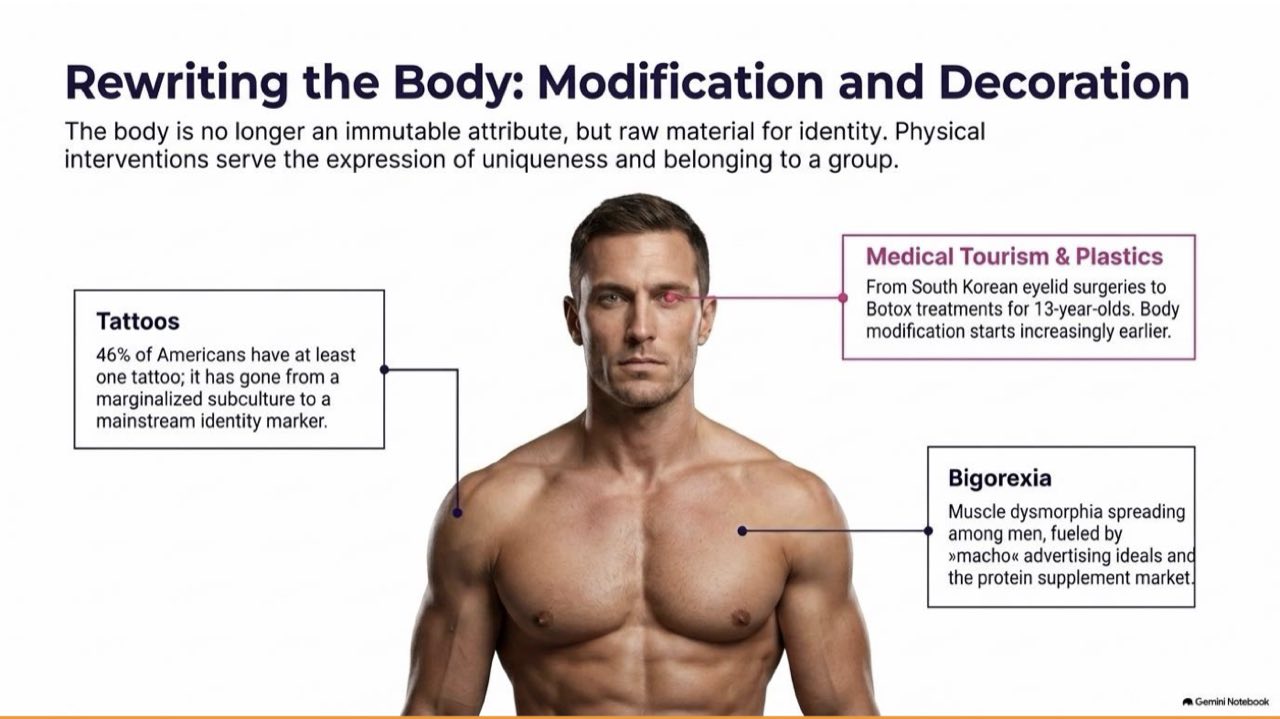 Rewriting the Body: Modification and Decoration
The body is no longer an immutable attribute, but raw material for identity. Physical
interventions serve the expression of uniqueness and belonging to a group.
Tattoos
46% of Americans have at least
one tattoo; it has gone from a
marginalized subculture to a
mainstream identity marker.
Medical Tourism & Plastics
From South Korean eyelid surgeries to
Botox treatments for 13-year-olds. Body
modification starts increasingly earlier.
Bigorexia
Muscle dysmorphia spreading
among men, fueled by
»macho« advertising ideals and
the protein supplement market.
Gemini Notebook